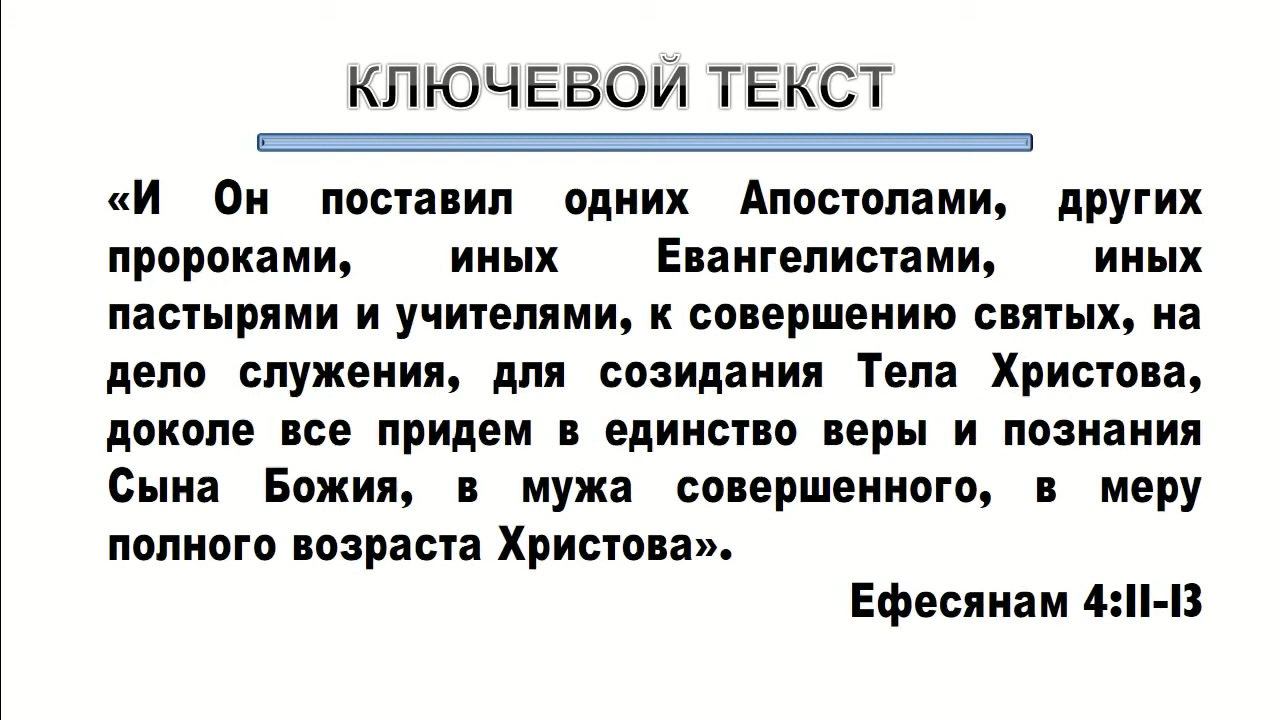 КЛЮЧЕВОЙ ТЕКСТ
«И Он поставил одних Апостолами, других
пророками, иных Евангелистами, иных
пастырями и учителями, к совершению святых, на
дело служения, для созидания Тела Христова,
доколе все придем в единство веры и познания
Сына Божия, в мужа совершенного, в меру
полного возраста Христова».
Ефесянам 4:11-13